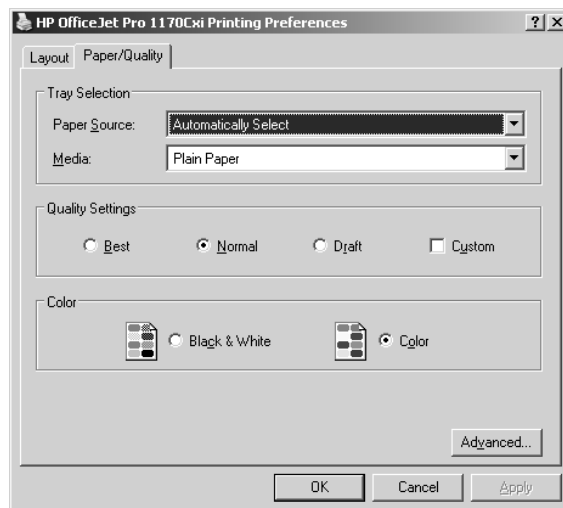 HP OfficeJet Pro 1170Cxi Printing Preferences
Layout Paper/Quality
Tray Selection
Paper Source: Automatically Select
Media: Plain Paper
Quality Settings
Best Normal Draft Custom
Color
Black & White Color
Advanced...
OK Cancel Apply